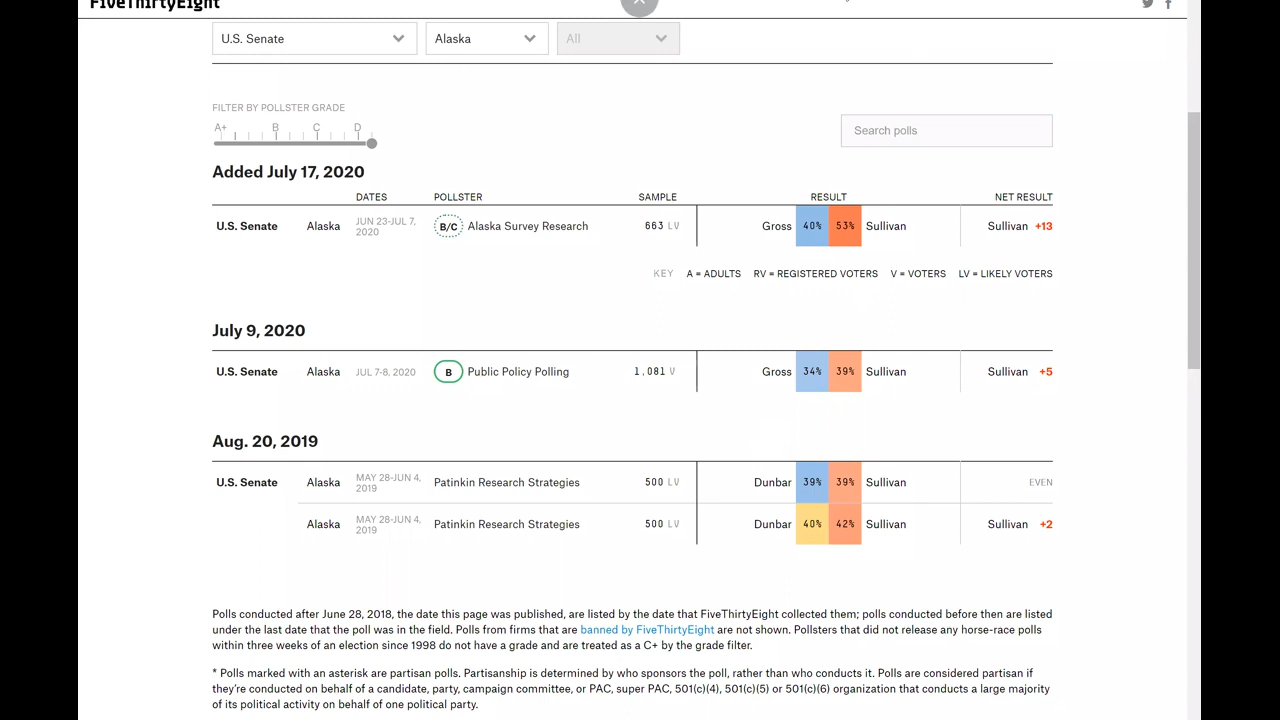 FiveThirtyEight
U.S. Senate Alaska All
FILTER BY POLLSTER GRADE
A+ B C D
Search polls
Added July 17, 2020
DATES POLLSTER SAMPLE RESULT NET RESULT
U.S. Senate Alaska JUN 23-JUL 7, 2020 B/C Alaska Survey Research 663 LV Gross 40% 53% Sullivan Sullivan +13
KEY A = ADULTS RV = REGISTERED VOTERS V = VOTERS LV = LIKELY VOTERS
July 9, 2020
U.S. Senate Alaska JUL 7-8, 2020 B Public Policy Polling 1,081 V Gross 34% 39% Sullivan Sullivan +5
Aug. 20, 2019
U.S. Senate Alaska MAY 28-JUN 4, 2019 Patinkin Research Strategies 500 LV Dunbar 39% 39% Sullivan EVEN
Alaska MAY 28-JUN 4, 2019 Patinkin Research Strategies 500 LV Dunbar 40% 42% Sullivan Sullivan +2
Polls conducted after June 28, 2018, the date this page was published, are listed by the date that FiveThirtyEight collected them; polls conducted before then are listed
under the last date that the poll was in the field. Polls from firms that are banned by FiveThirtyEight are not shown. Pollsters that did not release any horse-race polls
within three weeks of an election since 1998 do not have a grade and are treated as a C+ by the grade filter.
* Polls marked with an asterisk are partisan polls. Partisanship is determined by who sponsors the poll, rather than who conducts it. Polls are considered partisan if
they're conducted on behalf of a candidate, party, campaign committee, or PAC, super PAC, 501(c)(4), 501(c)(5) or 501(c)(6) organization that conducts a large majority
of its political activity on behalf of one political party.